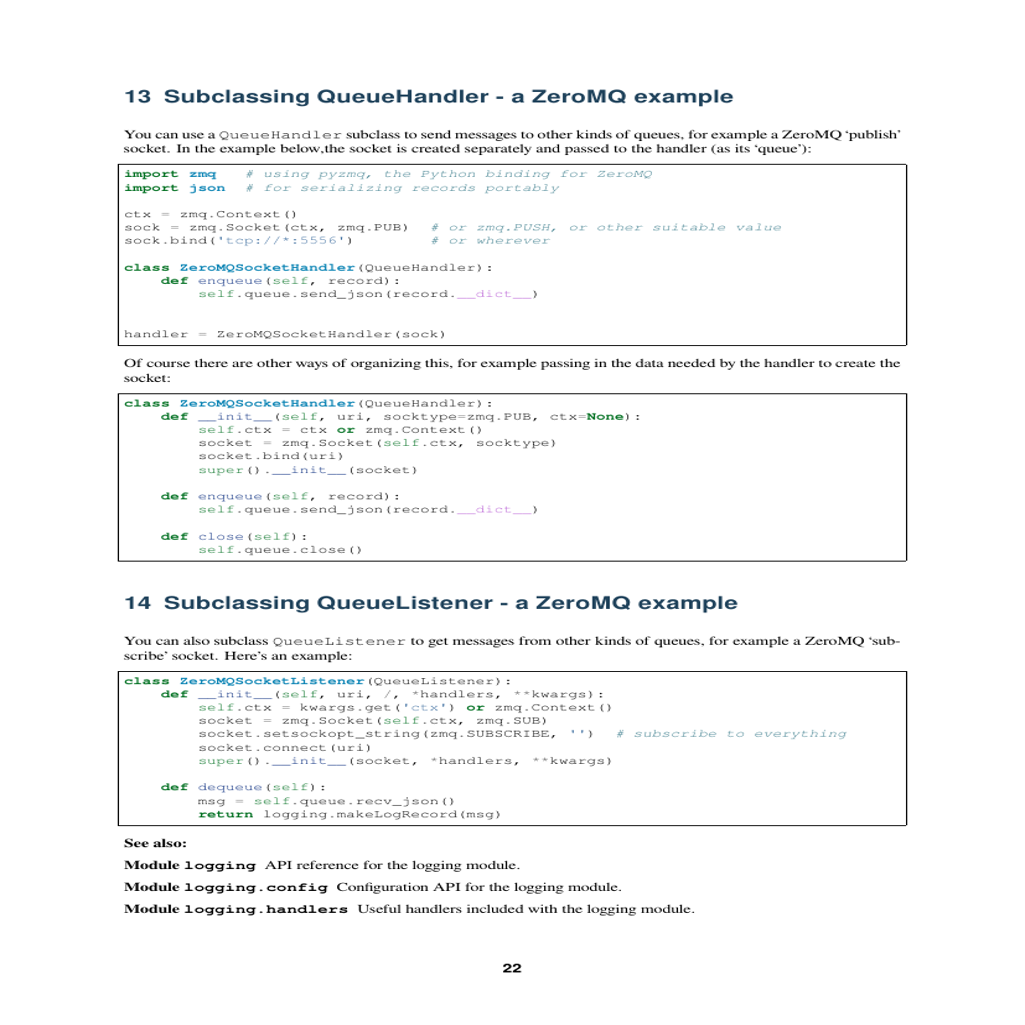 13 Subclassing QueueHandler - a ZeroMQ example
You can use a QueueHandler subclass to send messages to other kinds of queues, for example a ZeroMQ ‘publish’
socket. In the example below,the socket is created separately and passed to the handler (as its ‘queue’):
import zmq   # using pyzmq, the Python binding for ZeroMQ
import json  # for serializing records portably
ctx = zmq.Context()
sock = zmq.Socket(ctx, zmq.PUB)  # or zmq.PUSH, or other suitable value
sock.bind('tcp://*:5556')        # or wherever
class ZeroMQSocketHandler(QueueHandler):
    def enqueue(self, record):
        self.queue.send_json(record.__dict__)
handler = ZeroMQSocketHandler(sock)
Of course there are other ways of organizing this, for example passing in the data needed by the handler to create the
socket:
class ZeroMQSocketHandler(QueueHandler):
    def __init__(self, uri, socktype=zmq.PUB, ctx=None):
        self.ctx = ctx or zmq.Context()
        socket = zmq.Socket(self.ctx, socktype)
        socket.bind(uri)
        super().__init__(socket)
    def enqueue(self, record):
        self.queue.send_json(record.__dict__)
    def close(self):
        self.queue.close()
14 Subclassing QueueListener - a ZeroMQ example
You can also subclass QueueListener to get messages from other kinds of queues, for example a ZeroMQ ‘sub-
scribe’ socket. Here’s an example:
class ZeroMQSocketListener(QueueListener):
    def __init__(self, uri, /, *handlers, **kwargs):
        self.ctx = kwargs.get('ctx') or zmq.Context()
        socket = zmq.Socket(self.ctx, zmq.SUB)
        socket.setsockopt_string(zmq.SUBSCRIBE, '')  # subscribe to everything
        socket.connect(uri)
        super().__init__(socket, *handlers, **kwargs)
    def dequeue(self):
        msg = self.queue.recv_json()
        return logging.makeLogRecord(msg)
See also:
Module logging API reference for the logging module.
Module logging.config Configuration API for the logging module.
Module logging.handlers Useful handlers included with the logging module.
22